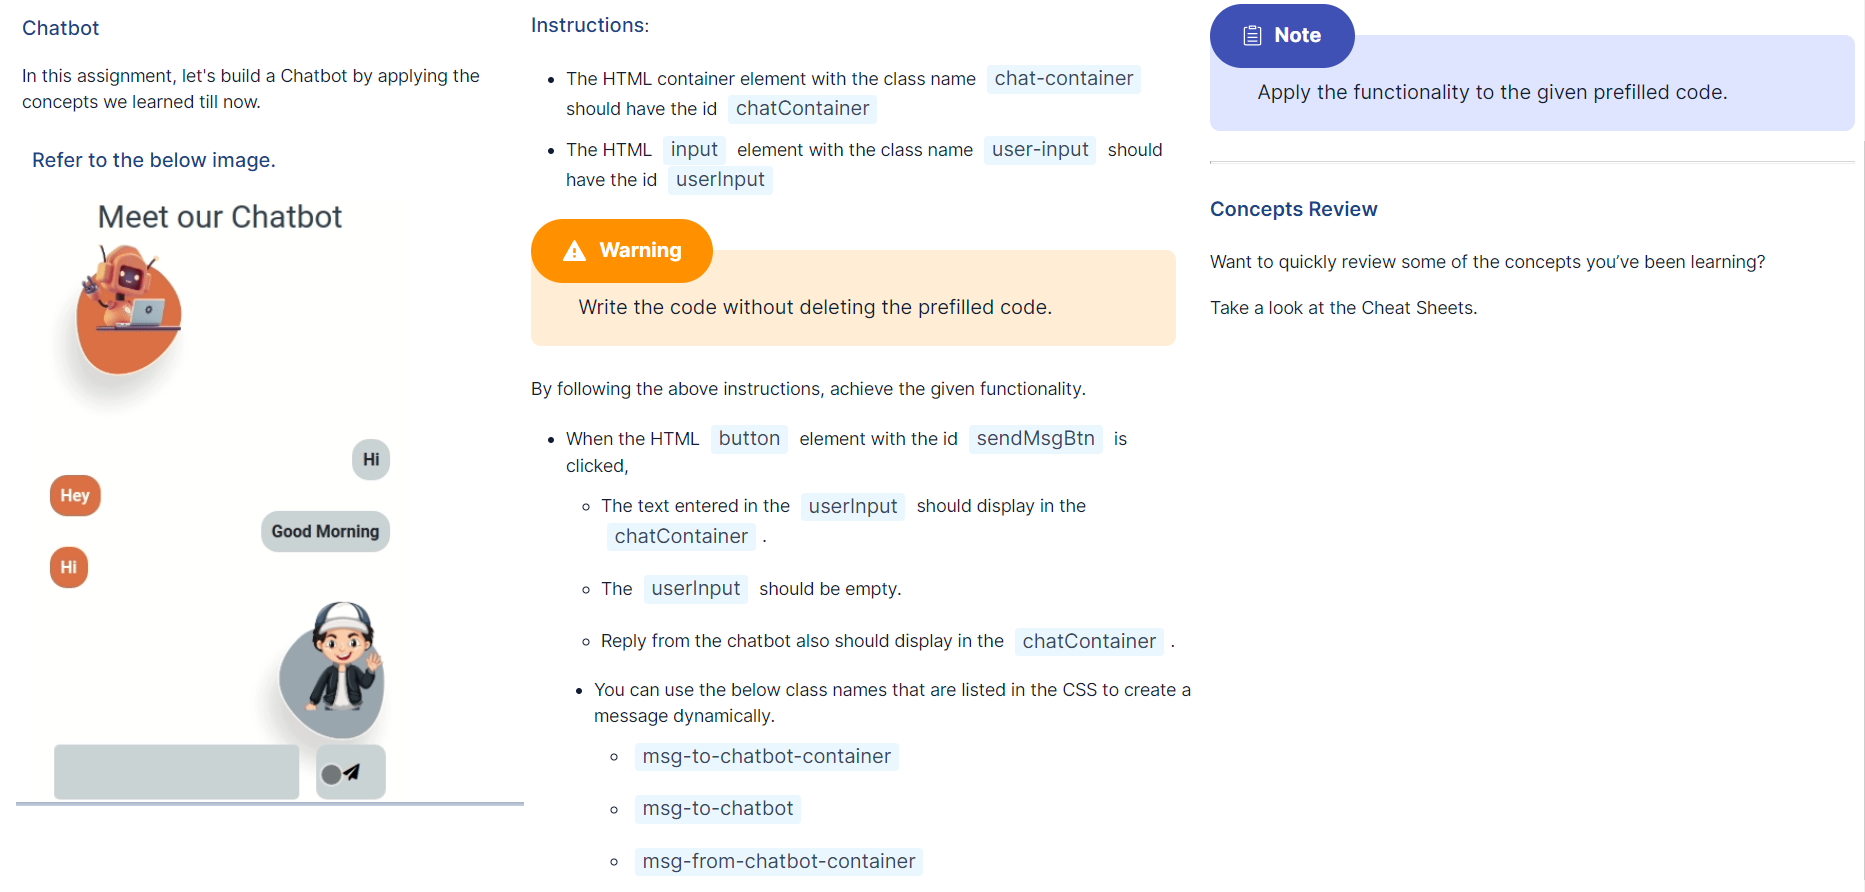 Chatbot
In this assignment, let's build a Chatbot by applying the
concepts we learned till now.
Refer to the below image.
Meet our Chatbot
Hi
Hey
Good Morning
Hi
Instructions:
The HTML container element with the class name chat-container
should have the id chatContainer
The HTML input element with the class name user-input should
have the id userInput
Warning
Write the code without deleting the prefilled code.
By following the above instructions, achieve the given functionality.
When the HTML button element with the id sendMsgBtn is
clicked,
The text entered in the userInput should display in the
chatContainer .
The userInput should be empty.
Reply from the chatbot also should display in the chatContainer .
You can use the below class names that are listed in the CSS to create a
message dynamically.
msg-to-chatbot-container
msg-to-chatbot
msg-from-chatbot-container
Note
Apply the functionality to the given prefilled code.
Concepts Review
Want to quickly review some of the concepts you’ve been learning?
Take a look at the Cheat Sheets.